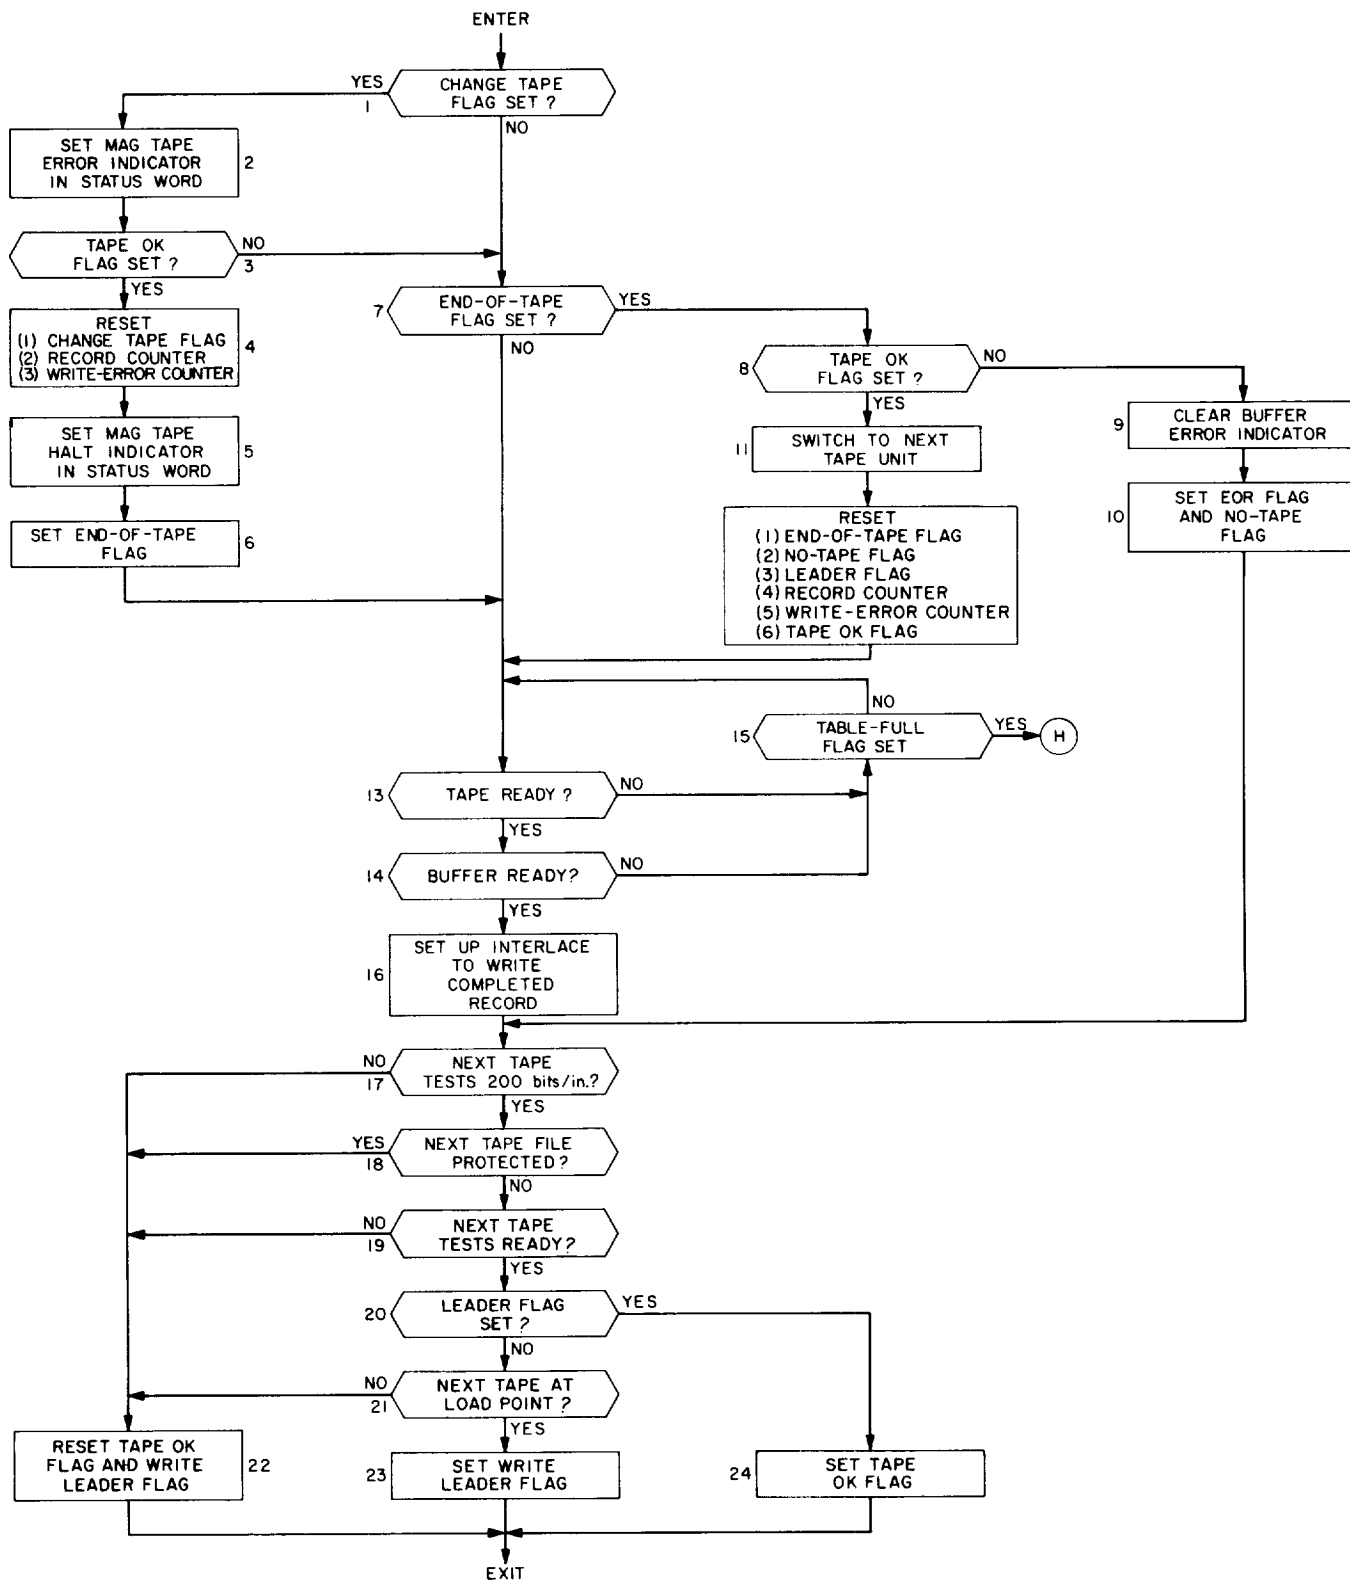 ENTER
YES
1
CHANGE TAPE
FLAG SET ?
NO
SET MAG TAPE
ERROR INDICATOR
IN STATUS WORD
2
TAPE OK
FLAG SET ?
NO
3
YES
RESET
(1) CHANGE TAPE FLAG
(2) RECORD COUNTER
(3) WRITE-ERROR COUNTER
4
SET MAG TAPE
HALT INDICATOR
IN STATUS WORD
5
SET END-OF-TAPE
FLAG
6
7
END-OF-TAPE
FLAG SET ?
YES
NO
8
TAPE OK
FLAG SET ?
NO
YES
9
CLEAR BUFFER
ERROR INDICATOR
10
SET EOR FLAG
AND NO-TAPE
FLAG
11
SWITCH TO NEXT
TAPE UNIT
RESET
(1) END-OF-TAPE FLAG
(2) NO-TAPE FLAG
(3) LEADER FLAG
(4) RECORD COUNTER
(5) WRITE-ERROR COUNTER
(6) TAPE OK FLAG
NO
15
TABLE-FULL
FLAG SET
YES
H
13
TAPE READY ?
NO
YES
14
BUFFER READY?
NO
YES
16
SET UP INTERLACE
TO WRITE
COMPLETED
RECORD
NO
17
NEXT TAPE
TESTS 200 bits/in.?
YES
YES
18
NEXT TAPE FILE
PROTECTED ?
NO
NO
19
NEXT TAPE
TESTS READY?
YES
20
LEADER FLAG
SET ?
YES
NO
NO
21
NEXT TAPE AT
LOAD POINT ?
YES
RESET TAPE OK
FLAG AND WRITE
LEADER FLAG
22
23
SET WRITE
LEADER FLAG
24
SET TAPE
OK FLAG
EXIT